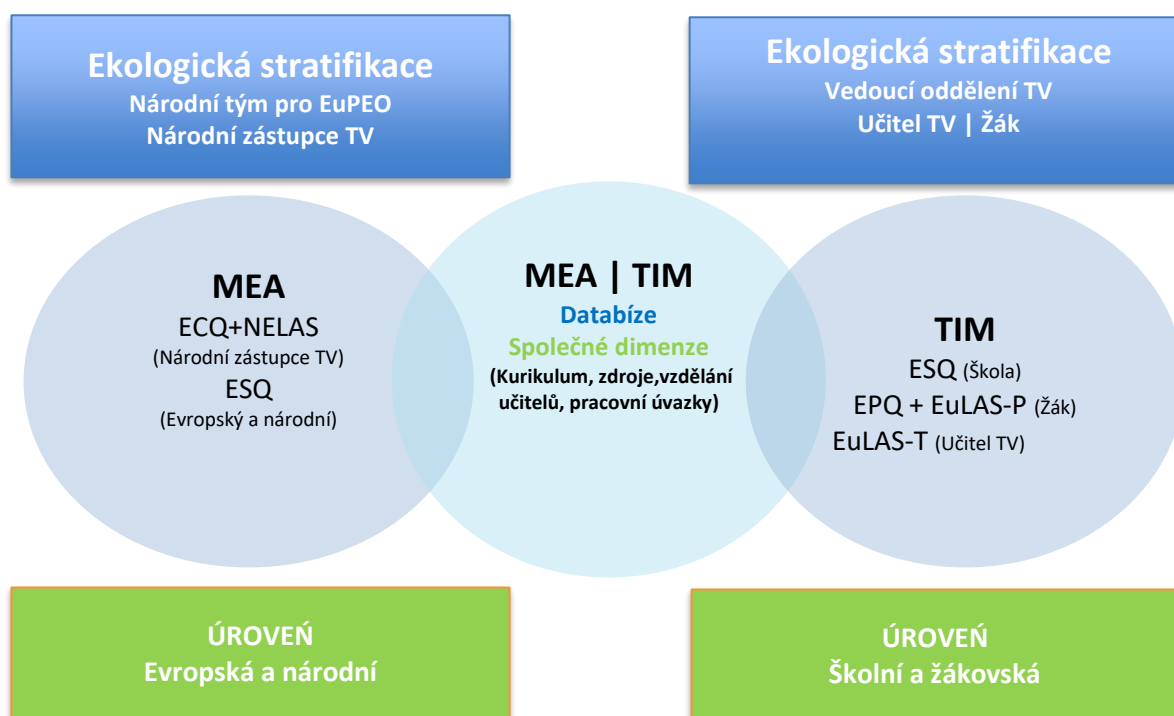 Ekologická stratifikace
Národní tým pro EuPEO
Národní zástupce TV
Ekologická stratifikace
Vedoucí oddělení TV
Učitel TV | Žák
MEA
ECQ+NELAS
(Národní zástupce TV)
ESQ
(Evropský a národní)
MEA | TIM
Databíze
Společné dimenze
(Kurikulum, zdroje,vzdělání
učitelů, pracovní úvazky)
TIM
ESQ (Škola)
EPQ + EuLAS-P (Žák)
EuLAS-T (Učitel TV)
ÚROVEŃ
Evropská a národní
ÚROVEŃ
Školní a žákovská